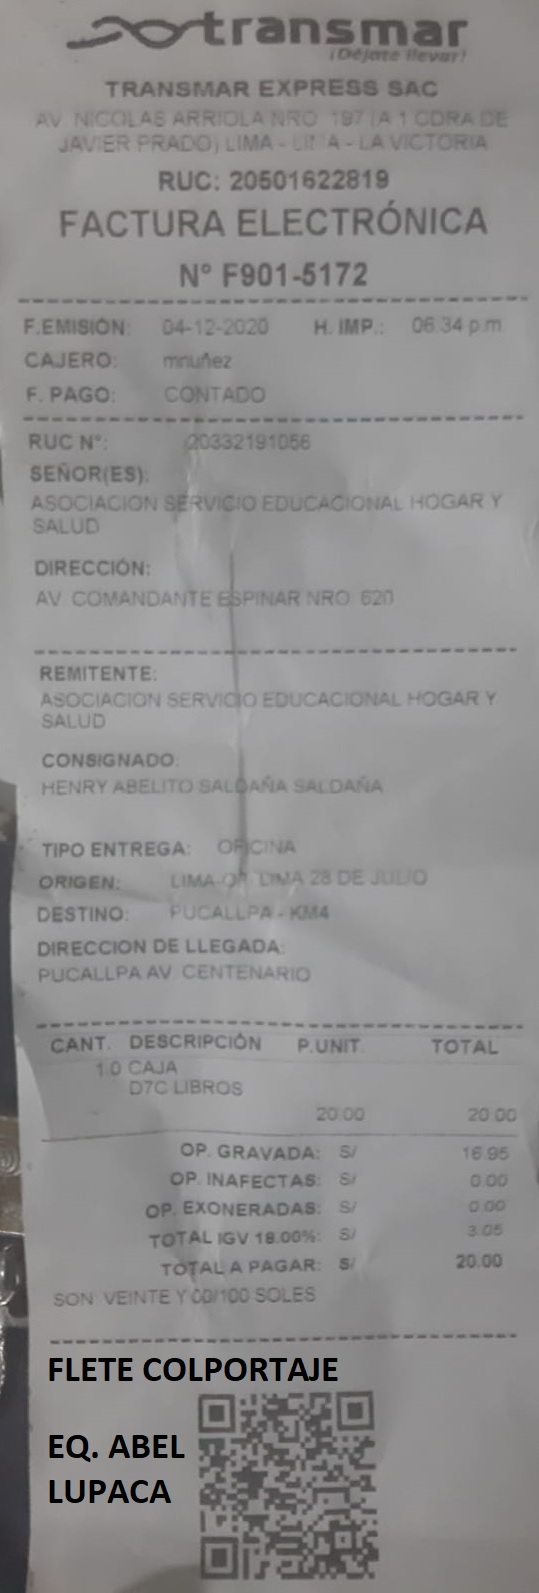 transmar
¡Déjate llevar!
TRANSMAR EXPRESS SAC
AV. NICOLAS ARRIOLA NRO. 197 (A 1 CDRA DE
JAVIER PRADO) LIMA - LIMA - LA VICTORIA
RUC: 20501622819
FACTURA ELECTRÓNICA
N° F901-5172
F.EMISIÓN: 04-12-2020 H. IMP.: 06:34 p.m.
CAJERO: mnuñez
F. PAGO: CONTADO
RUC N°: 20332191056
SEÑOR(ES):
ASOCIACION SERVICIO EDUCACIONAL HOGAR Y
SALUD
DIRECCIÓN:
AV. COMANDANTE ESPINAR NRO. 620
REMITENTE:
ASOCIACION SERVICIO EDUCACIONAL HOGAR Y
SALUD
CONSIGNADO:
HENRY ABELITO SALDAÑA SALDAÑA
TIPO ENTREGA: OFICINA
ORIGEN: LIMA-OP. LIMA 28 DE JULIO
DESTINO: PUCALLPA - KM4
DIRECCION DE LLEGADA:
PUCALLPA AV. CENTENARIO
CANT. DESCRIPCIÓN P.UNIT. TOTAL
1.0 CAJA
D7C LIBROS
20.00 20.00
OP. GRAVADA: S/ 16.95
OP. INAFECTAS: S/ 0.00
OP. EXONERADAS: S/ 0.00
TOTAL IGV 18.00%: S/ 3.05
TOTAL A PAGAR: S/ 20.00
SON: VEINTE Y 00/100 SOLES
FLETE COLPORTAJE
EQ. ABEL
LUPACA